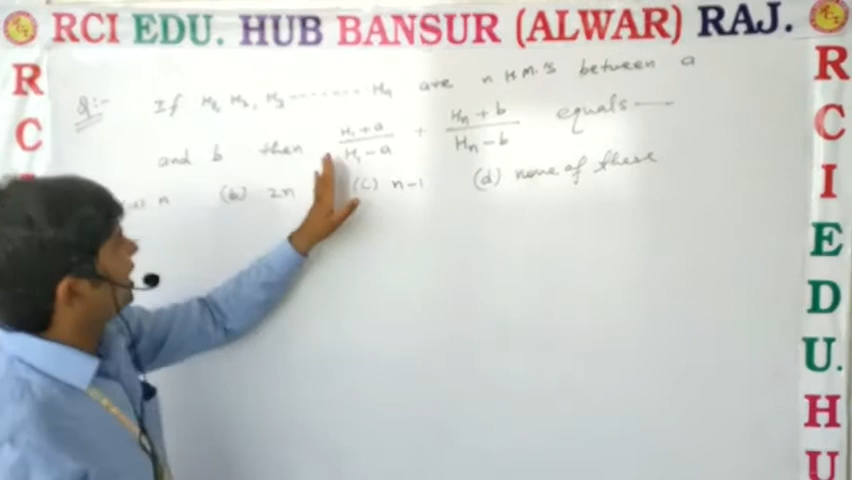 RCI EDU. HUB BANSUR (ALWAR) RAJ.
Q:- If H₁, H₂, H₃ ------- Hn are n H.M.'s between a
and b then (H₁ + a)/(H₁ - a) + (Hn + b)/(Hn - b) equals —
n (b) 2n (c) n-1 (d) none of these
R
C
R
C
I
E
D
U.
H
U